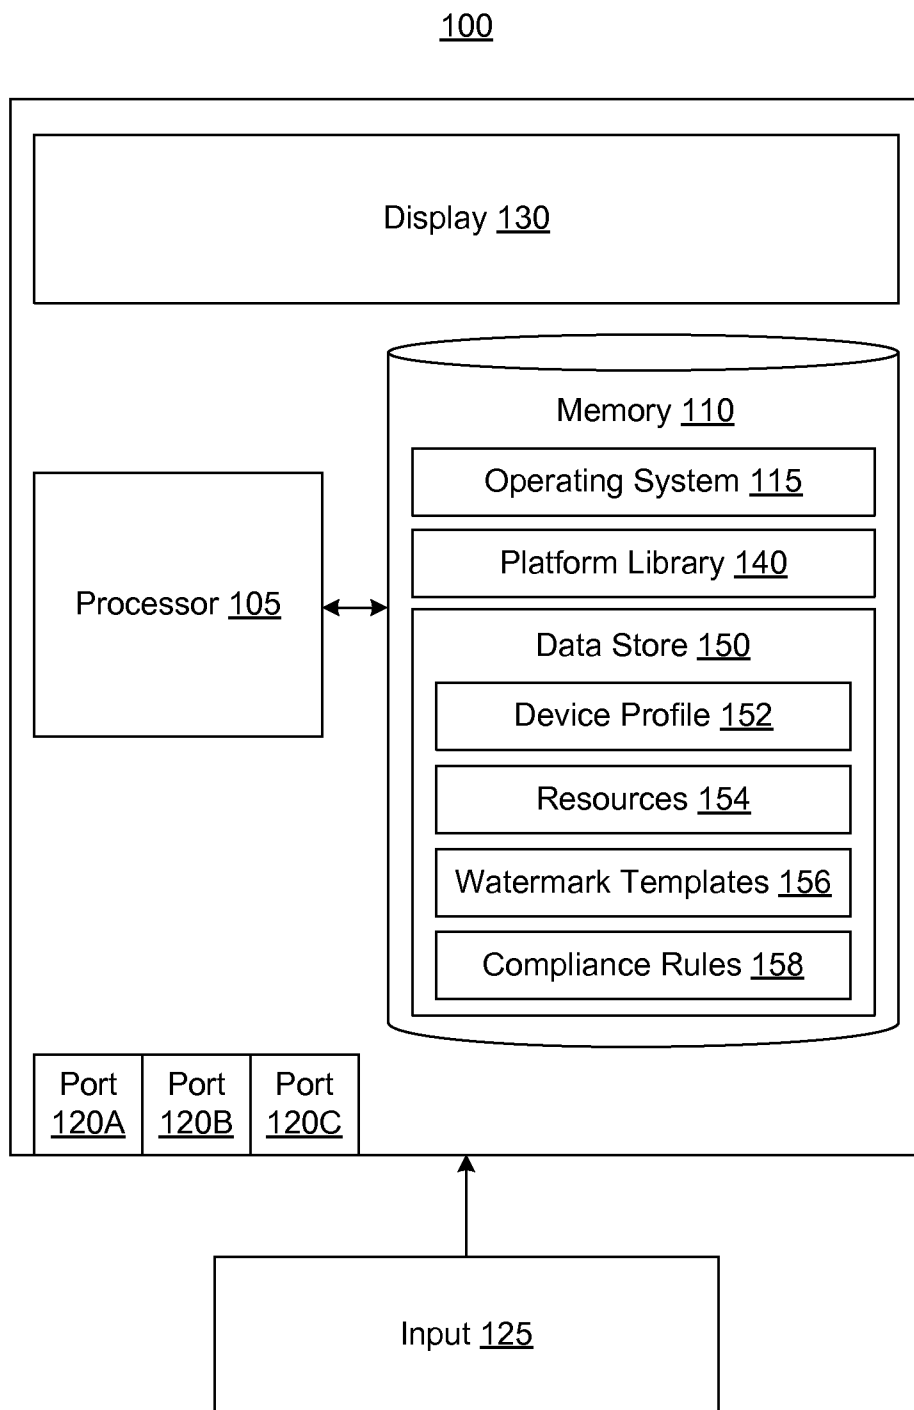 100
Display 130
Memory 110
Operating System 115
Platform Library 140
Processor 105
Data Store 150
Device Profile 152
Resources 154
Watermark Templates 156
Compliance Rules 158
Port 120A
Port 120B
Port 120C
Input 125